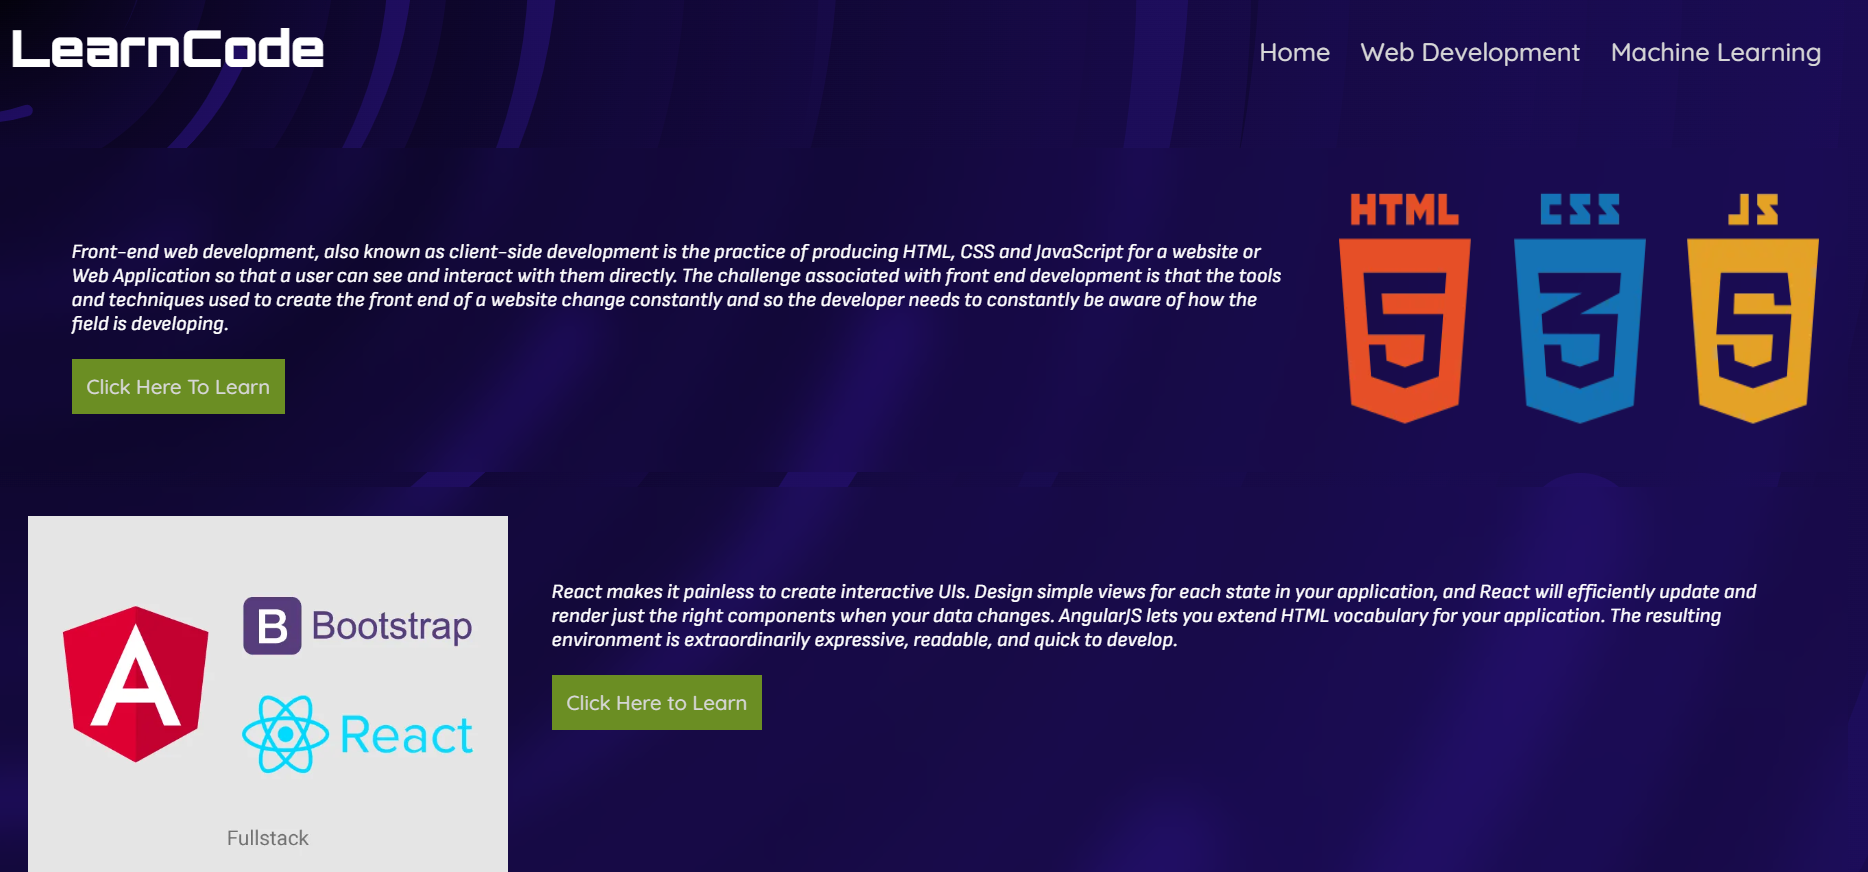 LearnCode
Home Web Development Machine Learning
HTML CSS JS
Front-end web development, also known as client-side development is the practice of producing HTML, CSS and JavaScript for a website or
Web Application so that a user can see and interact with them directly. The challenge associated with front end development is that the tools
and techniques used to create the front end of a website change constantly and so the developer needs to constantly be aware of how the
field is developing.
Click Here To Learn
5 3 5
A
B Bootstrap
React
Fullstack
React makes it painless to create interactive UIs. Design simple views for each state in your application, and React will efficiently update and
render just the right components when your data changes. AngularJS lets you extend HTML vocabulary for your application. The resulting
environment is extraordinarily expressive, readable, and quick to develop.
Click Here to Learn